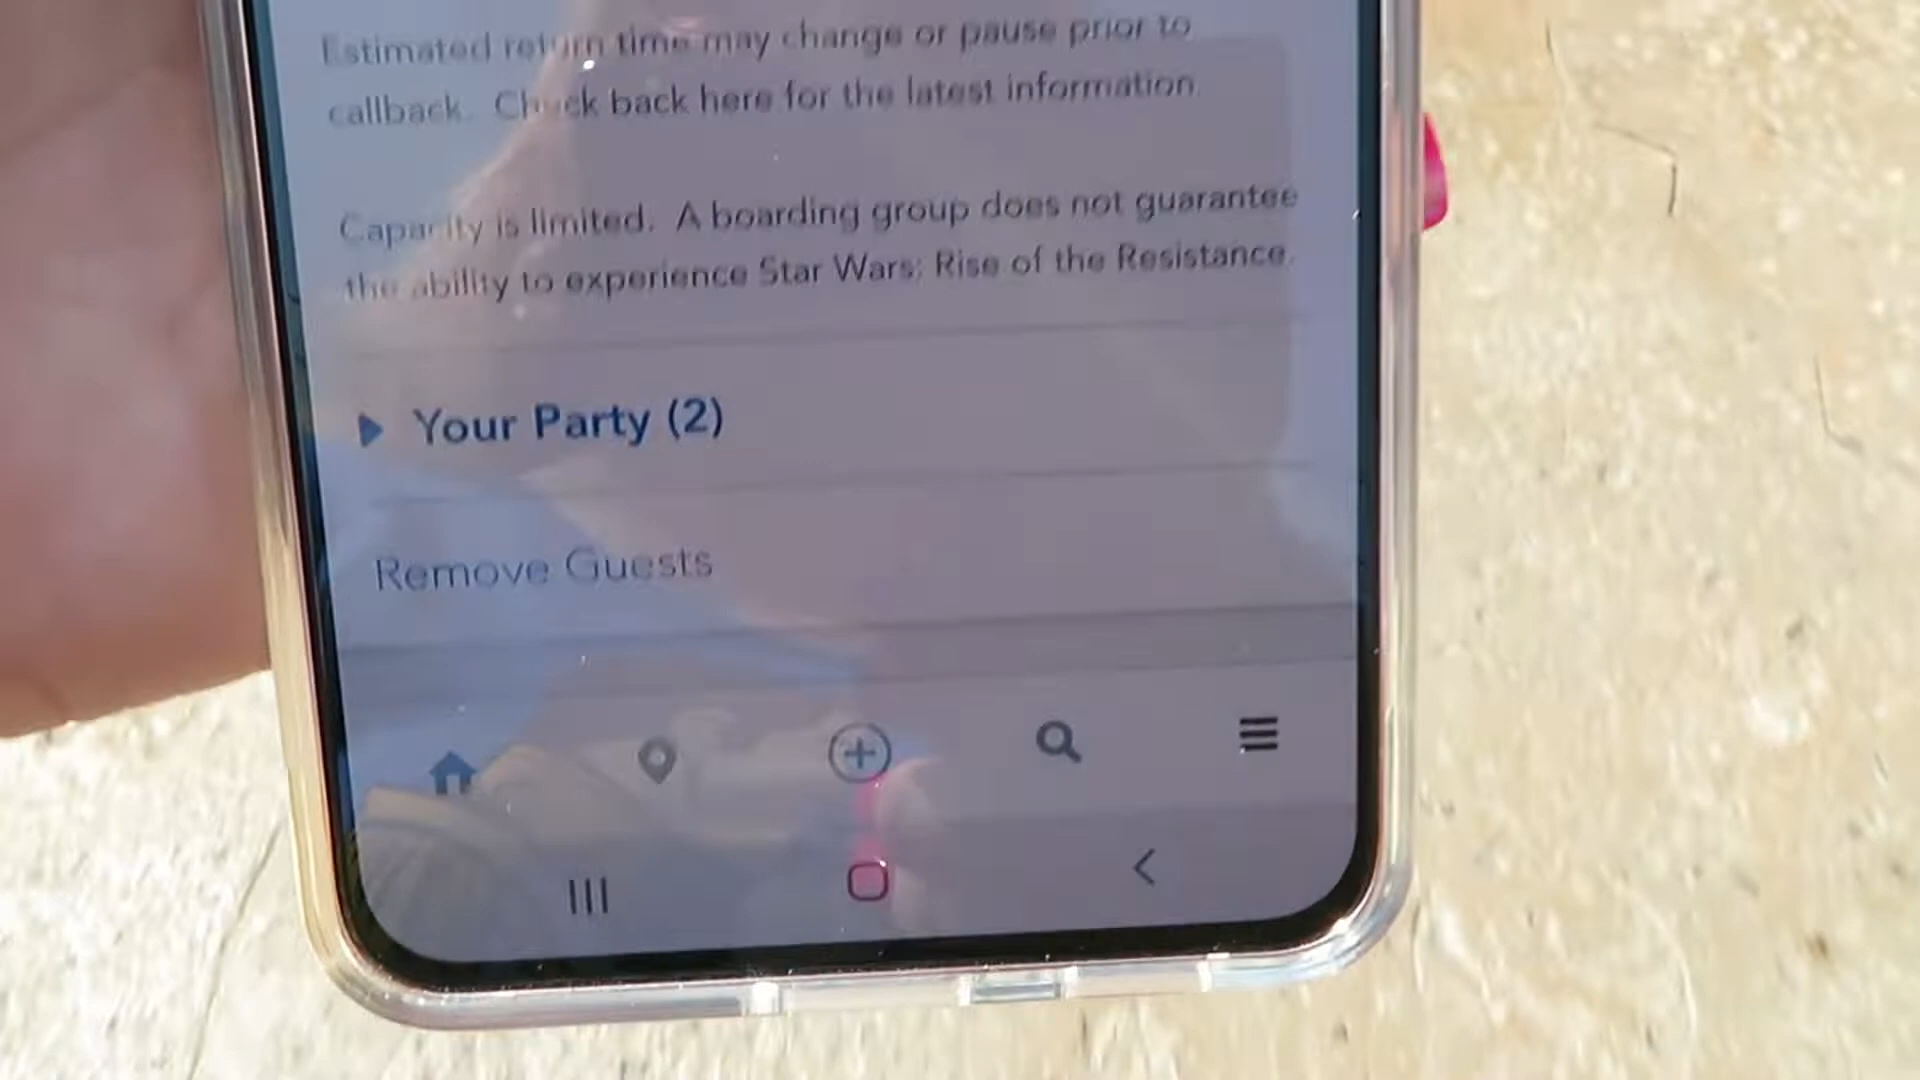 Estimated return time may change or pause prior to
callback. Check back here for the latest information.
Capacity is limited. A boarding group does not guarantee
the ability to experience Star Wars: Rise of the Resistance.
Your Party (2)
Remove Guests